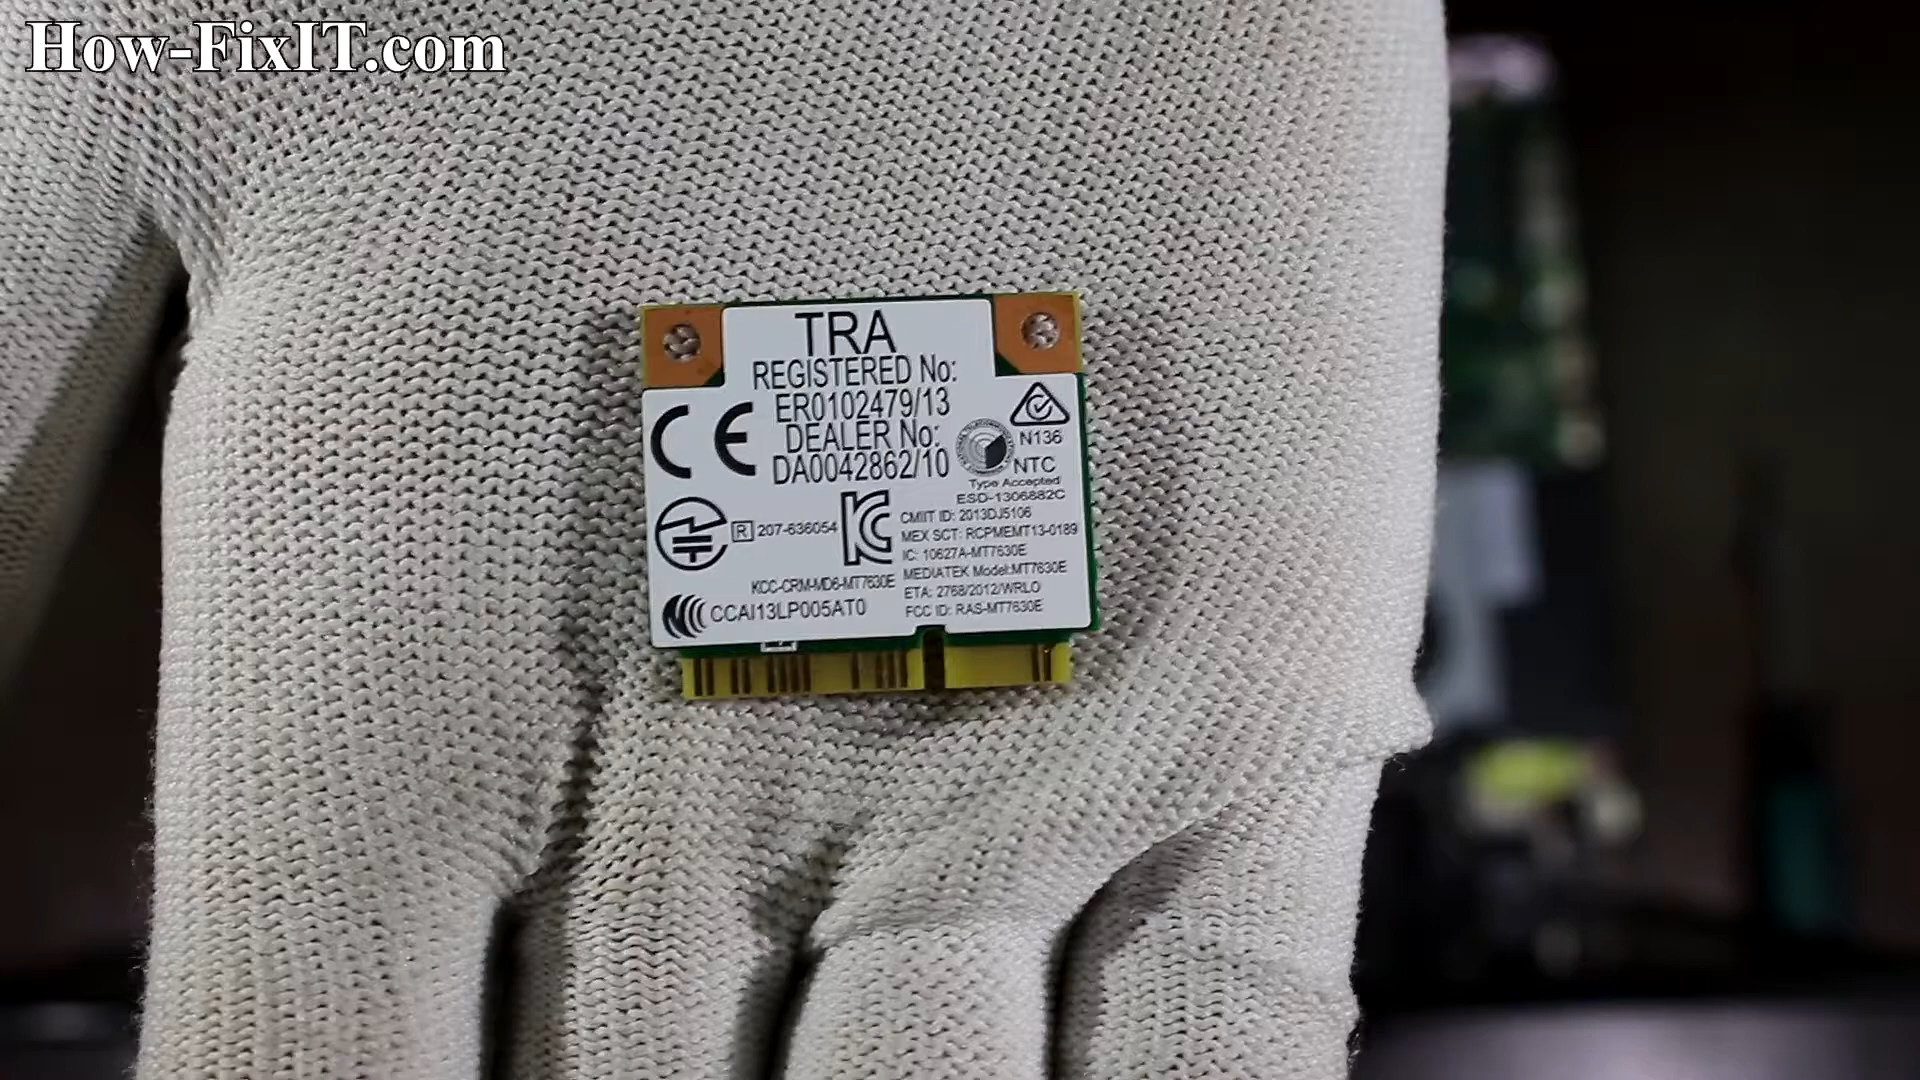 How-FixIT.com
TRA
REGISTERED No:
ER0102479/13
DEALER No:
DA0042862/10
CE
N136
NTC
Type Accepted
ESD-1306882C
R 207-636054
CMIIT ID: 2013DJ5106
MEX SCT: RCPMEMT13-0189
IC: 10627A-MT7630E
MEDIATEK Model:MT7630E
ETA: 2768/2012/WRLO
FCC ID: RAS-MT7630E
KCC-CRM-MD6-MT7630E
CCAI13LP005AT0